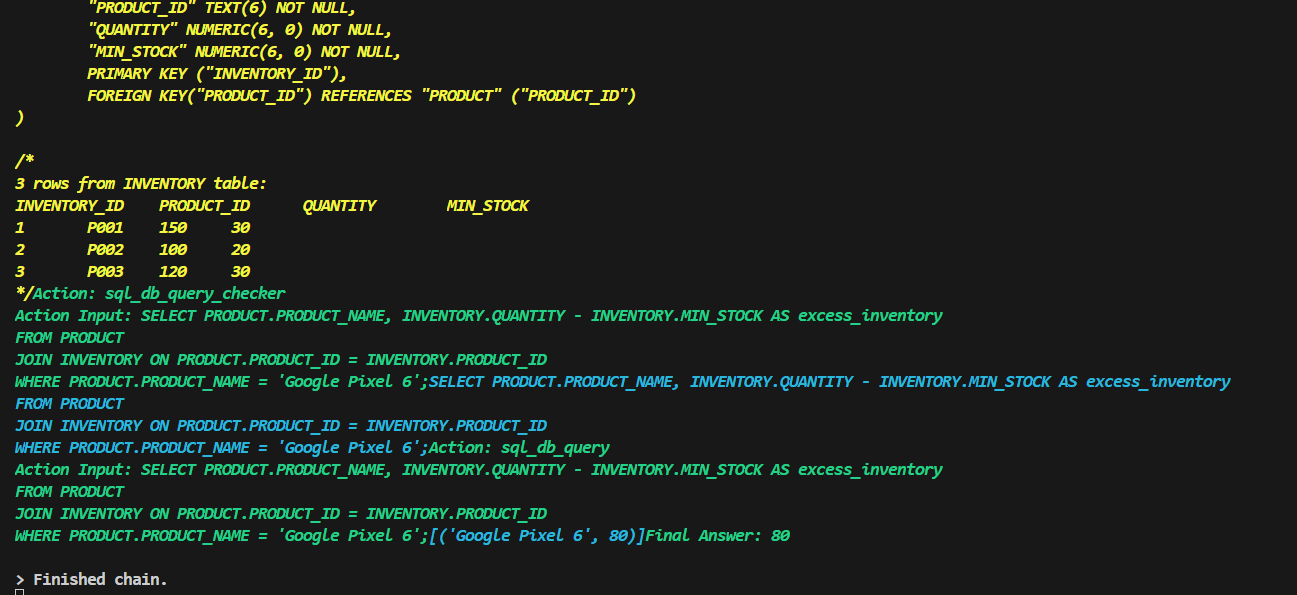 "PRODUCT_ID" TEXT(6) NOT NULL,
"QUANTITY" NUMERIC(6, 0) NOT NULL,
"MIN_STOCK" NUMERIC(6, 0) NOT NULL,
PRIMARY KEY ("INVENTORY_ID"),
FOREIGN KEY("PRODUCT_ID") REFERENCES "PRODUCT" ("PRODUCT_ID")
)
/*
3 rows from INVENTORY table:
INVENTORY_ID PRODUCT_ID QUANTITY MIN_STOCK
1 P001 150 30
2 P002 100 20
3 P003 120 30
*/Action: sql_db_query_checker
Action Input: SELECT PRODUCT.PRODUCT_NAME, INVENTORY.QUANTITY - INVENTORY.MIN_STOCK AS excess_inventory
FROM PRODUCT
JOIN INVENTORY ON PRODUCT.PRODUCT_ID = INVENTORY.PRODUCT_ID
WHERE PRODUCT.PRODUCT_NAME = 'Google Pixel 6';SELECT PRODUCT.PRODUCT_NAME, INVENTORY.QUANTITY - INVENTORY.MIN_STOCK AS excess_inventory
FROM PRODUCT
JOIN INVENTORY ON PRODUCT.PRODUCT_ID = INVENTORY.PRODUCT_ID
WHERE PRODUCT.PRODUCT_NAME = 'Google Pixel 6';Action: sql_db_query
Action Input: SELECT PRODUCT.PRODUCT_NAME, INVENTORY.QUANTITY - INVENTORY.MIN_STOCK AS excess_inventory
FROM PRODUCT
JOIN INVENTORY ON PRODUCT.PRODUCT_ID = INVENTORY.PRODUCT_ID
WHERE PRODUCT.PRODUCT_NAME = 'Google Pixel 6';[('Google Pixel 6', 80)]Final Answer: 80
> Finished chain.